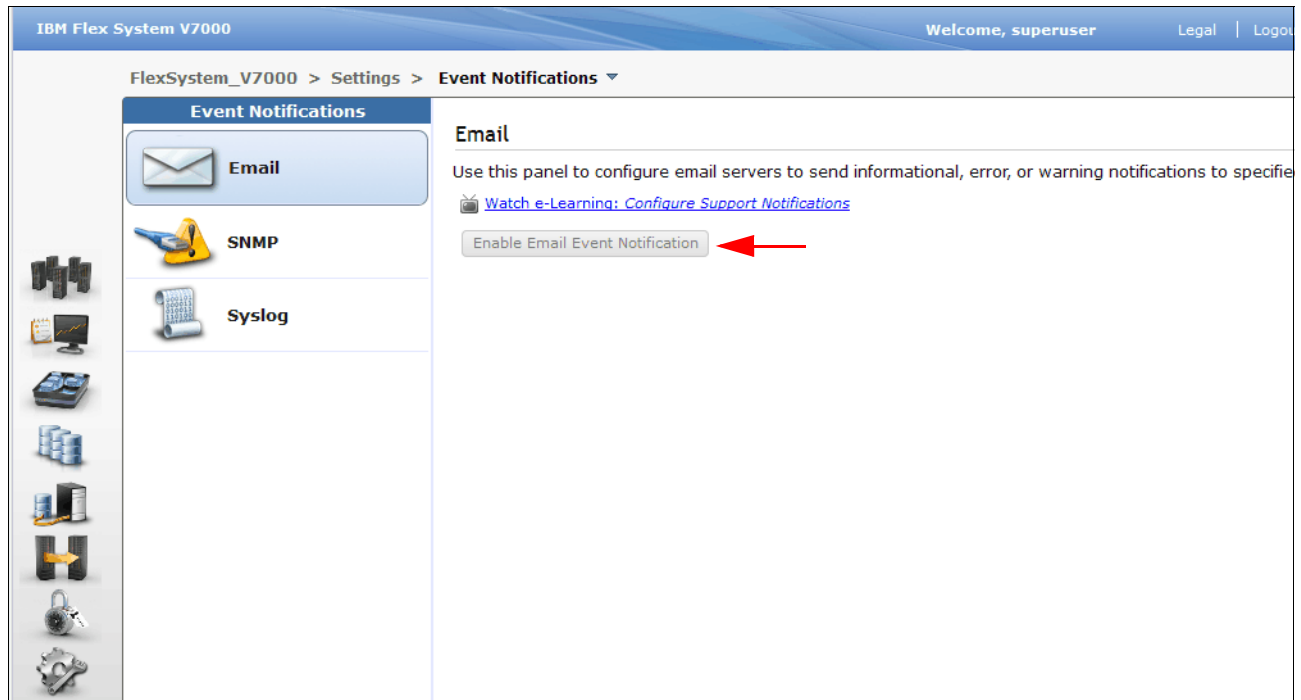 IBM Flex System V7000
Welcome, superuser
Legal | Logou
FlexSystem_V7000 > Settings > Event Notifications
Event Notifications
Email
SNMP
Syslog
Email
Use this panel to configure email servers to send informational, error, or warning notifications to specifie
Watch e-Learning: Configure Support Notifications
Enable Email Event Notification